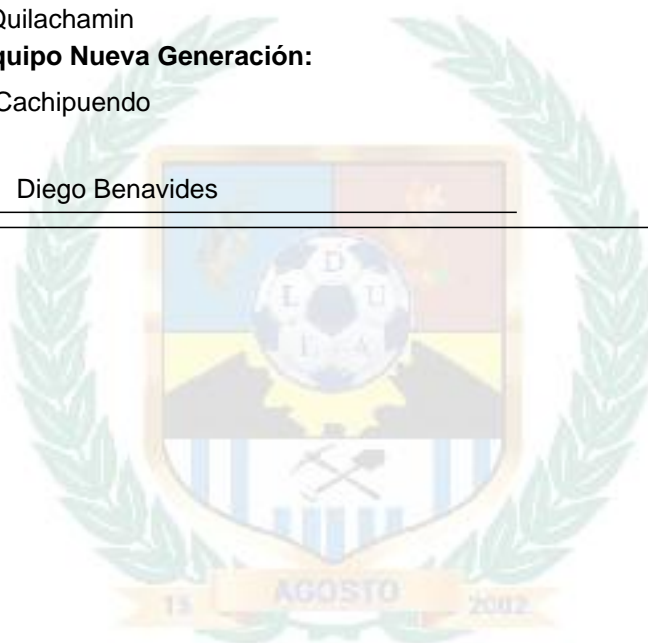 Quilachamin
quipo Nueva Generación:
Cachipuendo
Diego Benavides
D
L U
I A
15 AGOSTO 2002